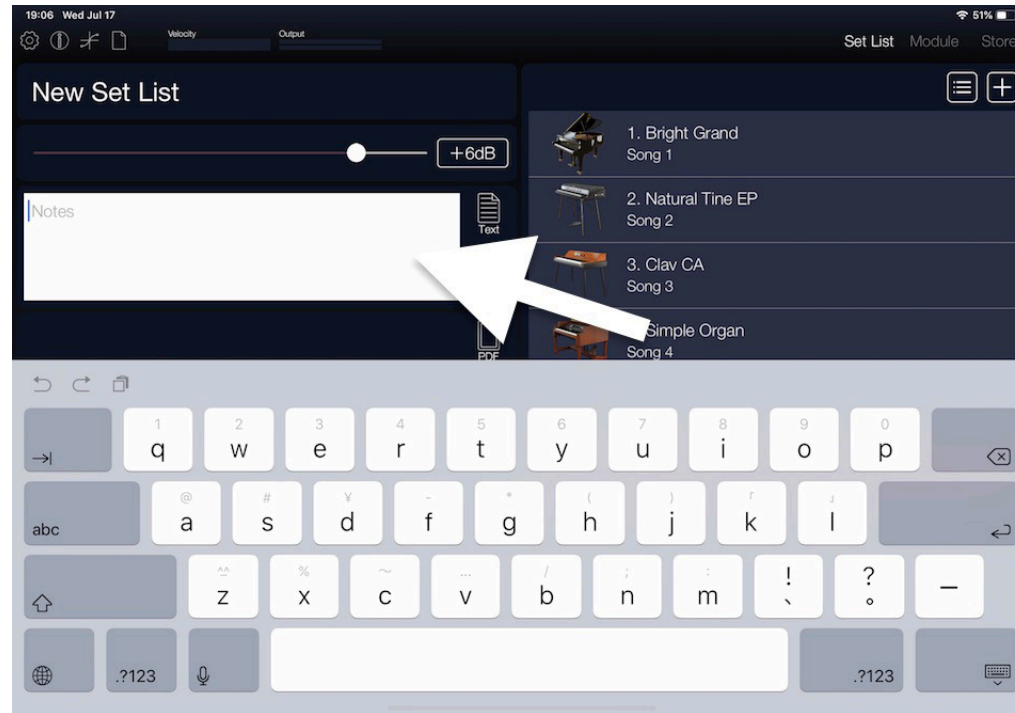 19:06 Wed Jul 17
51%
Velocity
Output
Set List Module Store
New Set List
+6dB
Notes
Text
PDF
1. Bright Grand
Song 1
2. Natural Tine EP
Song 2
3. Clav CA
Song 3
Simple Organ
Song 4
1 2 3 4 5 6 7 8 9 0
q w e r t y u i o p
@ # ¥ - * ( ) 「 」
abc a s d f g h j k l
^^ % ~ ... / ; : ! ?
z x c v b n m 、 。 ー
.?123 .?123